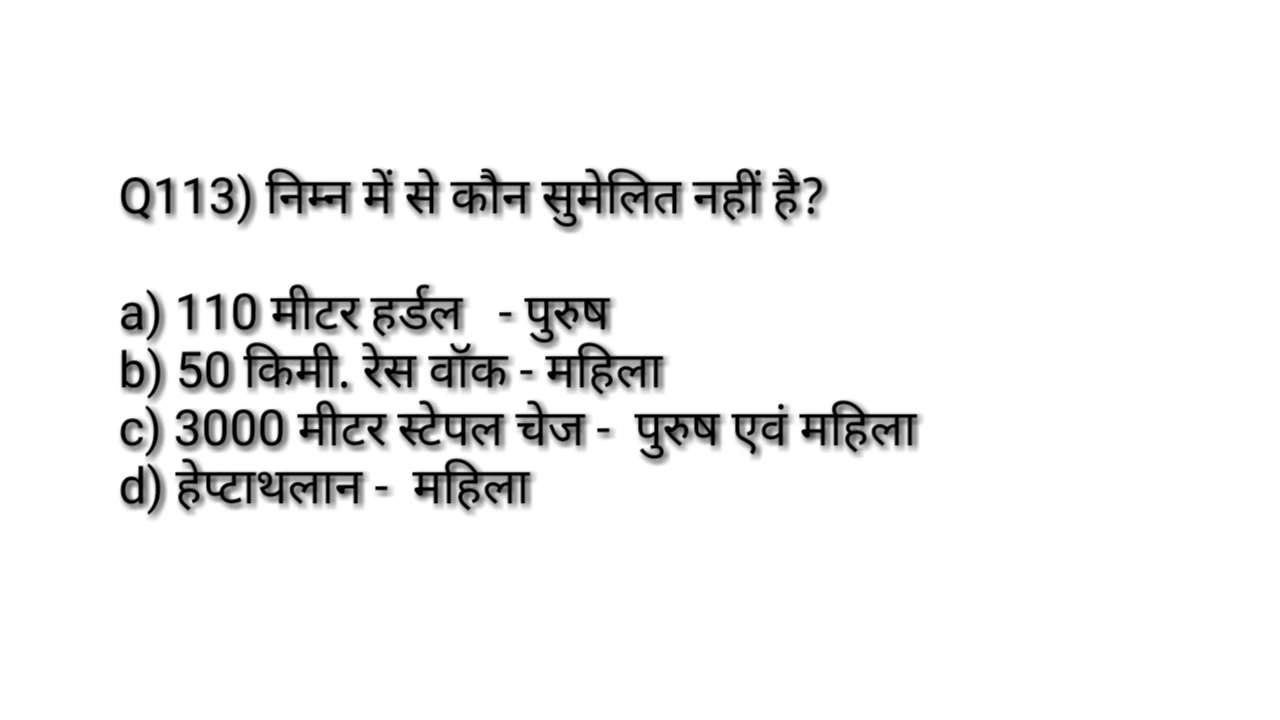 Q113) निम्न में से कौन सुमेलित नहीं है?
a) 110 मीटर हर्डल - पुरुष
b) 50 किमी. रेस वॉक - महिला
c) 3000 मीटर स्टेपल चेज - पुरुष एवं महिला
d) हेप्टाथलान - महिला